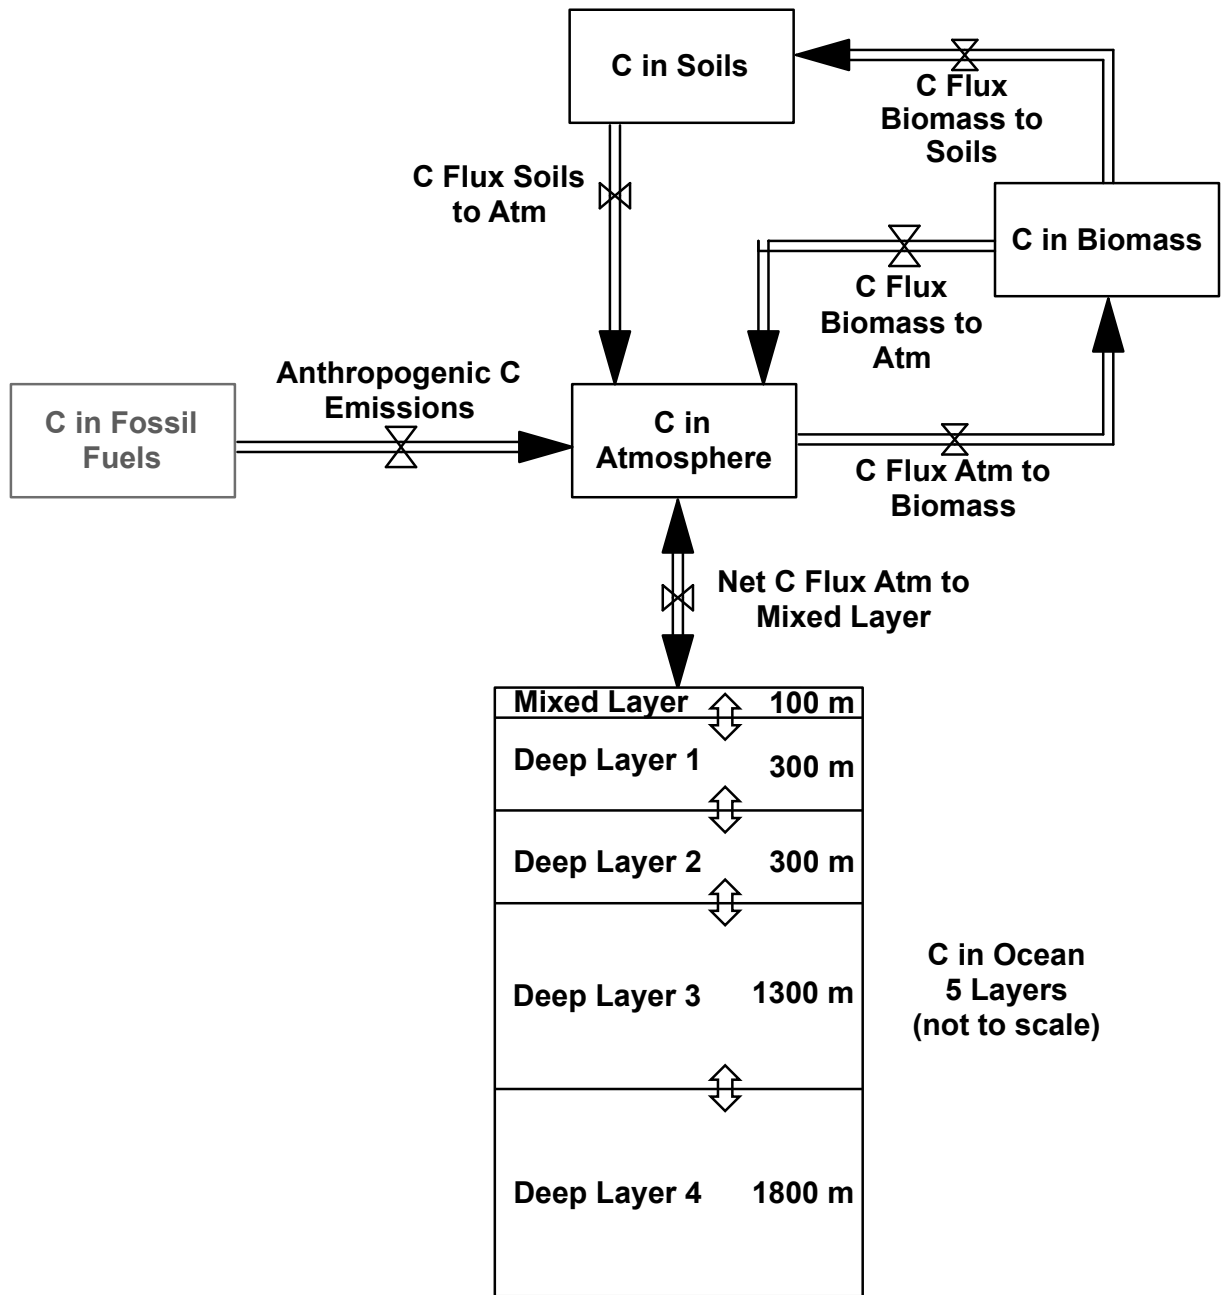 C in Soils
C Flux
Biomass to
Soils
C Flux Soils
to Atm
C in Biomass
C Flux
Biomass to
Atm
Anthropogenic C
Emissions
C in Fossil
Fuels
C in
Atmosphere
C Flux Atm to
Biomass
Net C Flux Atm to
Mixed Layer
Mixed Layer 100 m
Deep Layer 1 300 m
Deep Layer 2 300 m
Deep Layer 3 1300 m
C in Ocean
5 Layers
(not to scale)
Deep Layer 4 1800 m